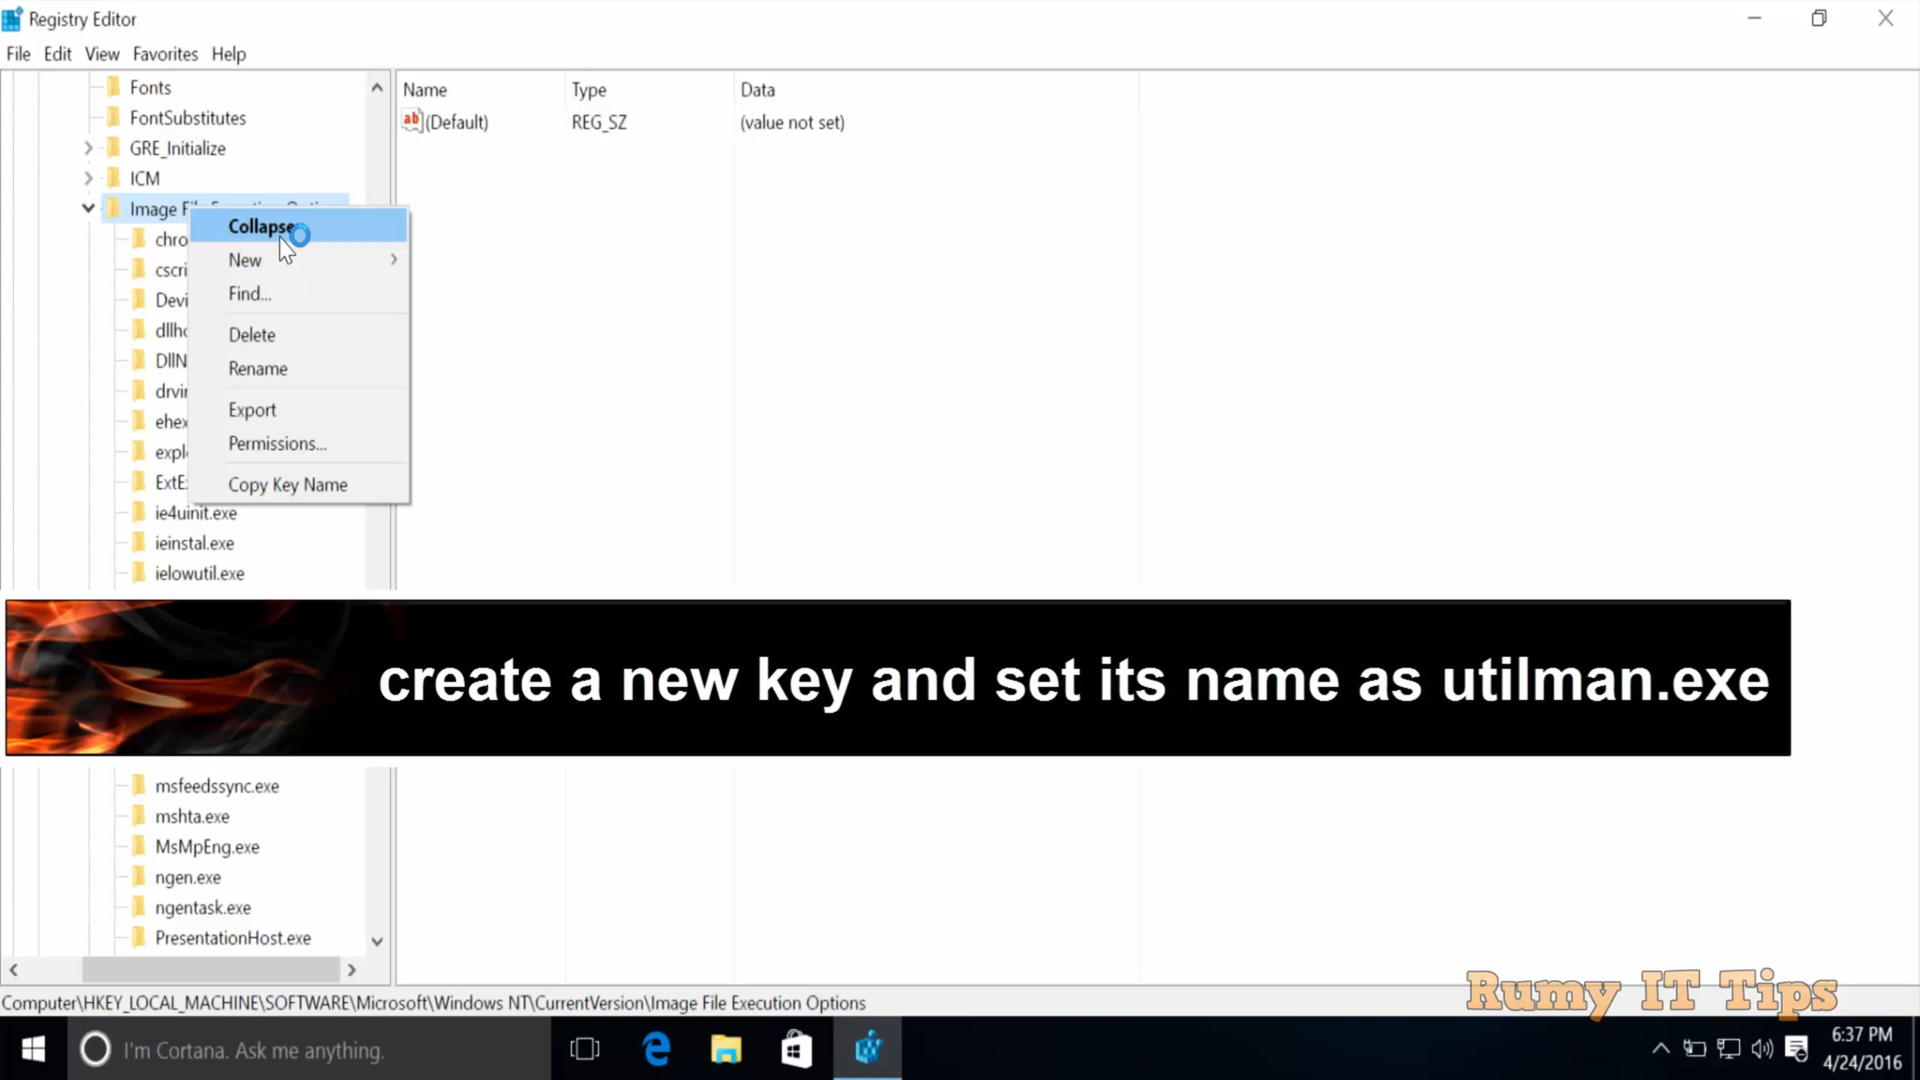 Registry Editor
File Edit View Favorites Help
Fonts
FontSubstitutes
GRE_Initialize
ICM
Image
chro
cscri
Devi
dllho
DllN
drvin
ehex
explo
ExtE
ie4uinit.exe
ieinstal.exe
ielowutil.exe
Collapse
New
Find...
Delete
Rename
Export
Permissions...
Copy Key Name
Name Type Data
(Default) REG_SZ (value not set)
create a new key and set its name as utilman.exe
msfeedssync.exe
mshta.exe
MsMpEng.exe
ngen.exe
ngentask.exe
PresentationHost.exe
Computer\HKEY_LOCAL_MACHINE\SOFTWARE\Microsoft\Windows NT\CurrentVersion\Image File Execution Options
Rumy IT Tips
I'm Cortana. Ask me anything.
6:37 PM
4/24/2016